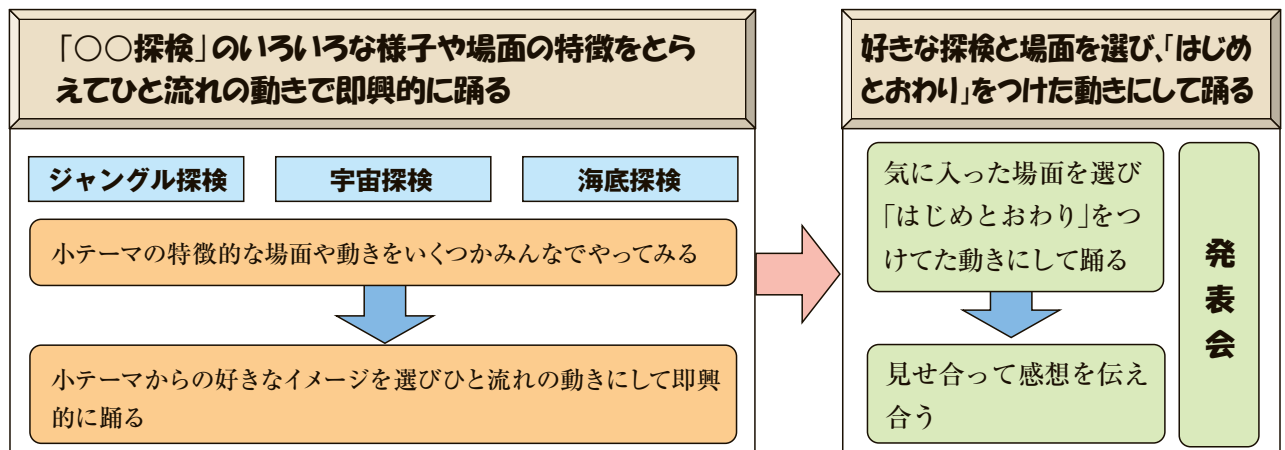 「○○探検」のいろいろな様子や場面の特徴をとら
えてひと流れの動きで即興的に踊る
ジャングル探検
宇宙探検
海底探検
小テーマの特徴的な場面や動きをいくつかみんなでやってみる
小テーマからの好きなイメージを選びひと流れの動きにして即興
的に踊る
好きな探検と場面を選び、「はじめ
とおわり」をつけた動きにして踊る
気に入った場面を選び
「はじめとおわり」をつ
けてた動きにして踊る
見せ合って感想を伝え
合う
発表会